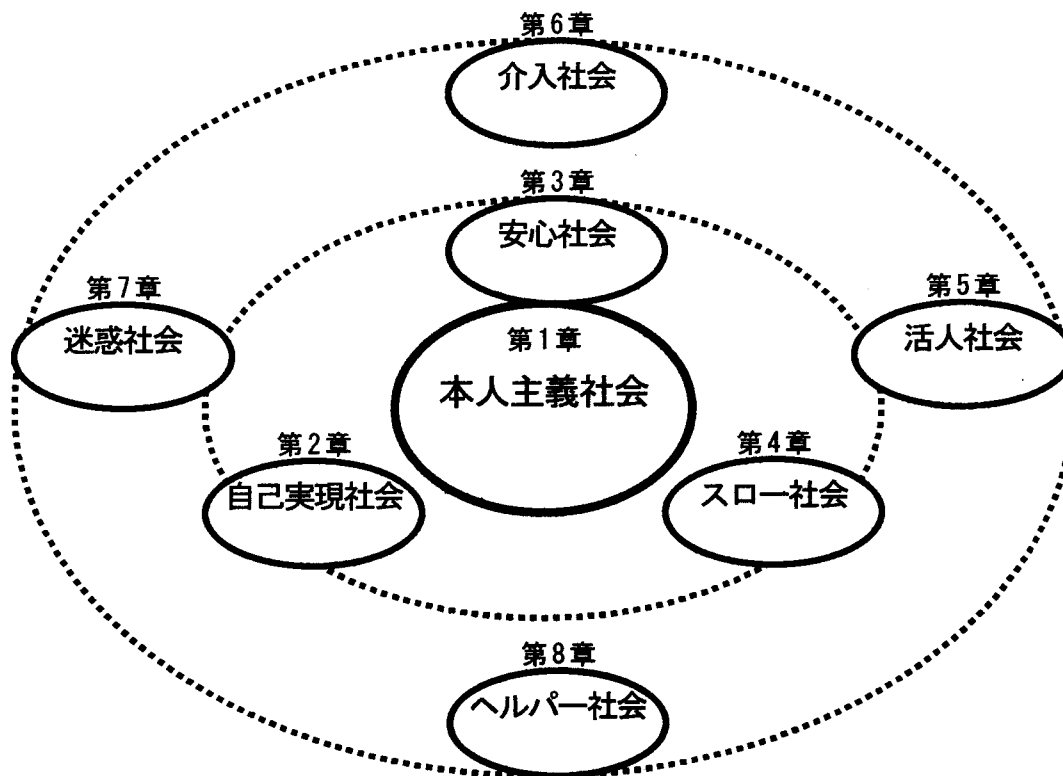 第6章
介入社会
第3章
安心社会
第7章
迷惑社会
第5章
活人社会
第1章
本人主義社会
第2章
自己実現社会
第4章
スロー社会
第8章
ヘルパー社会